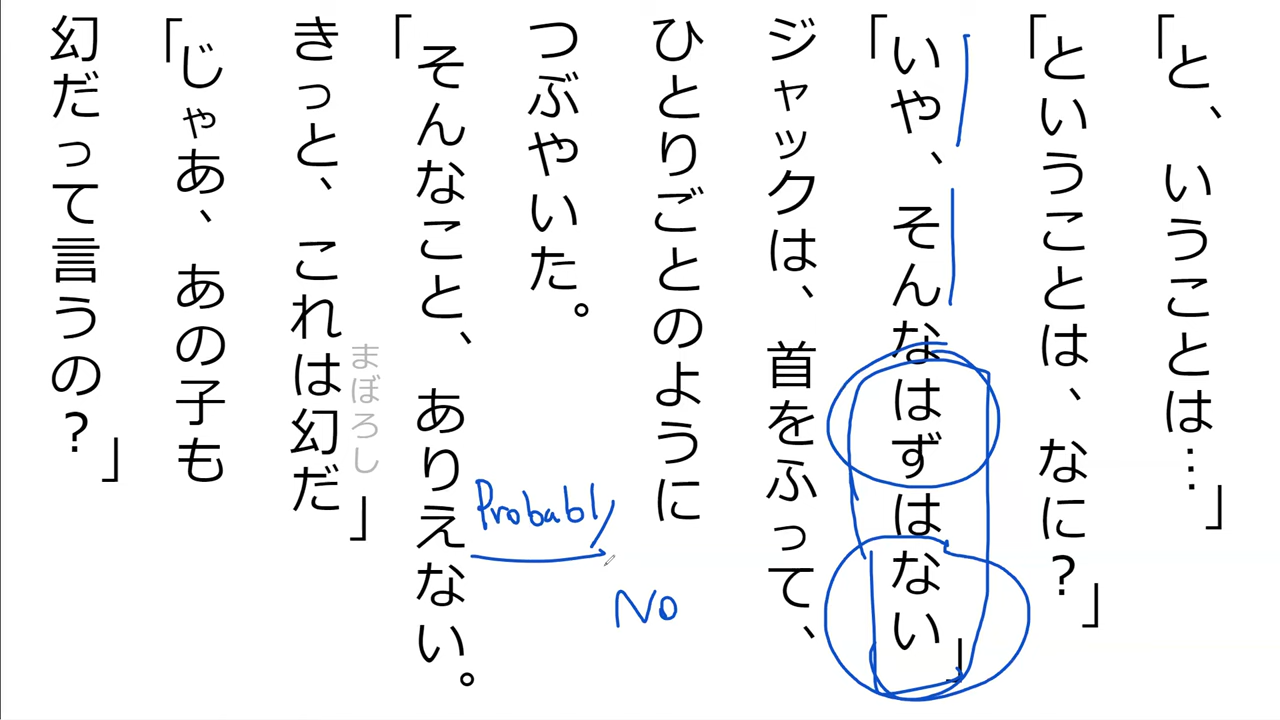 「と、いうことは…」
「ということは、なに?」
「いや、そんなはずはない」
ジャックは、首をふって、
ひとりごとのように
つぶやいた。
「そんなこと、ありえない。
きっと、これは幻だ」
まぼろし
「じゃあ、あの子も
幻だって言うの?」
Probably
No